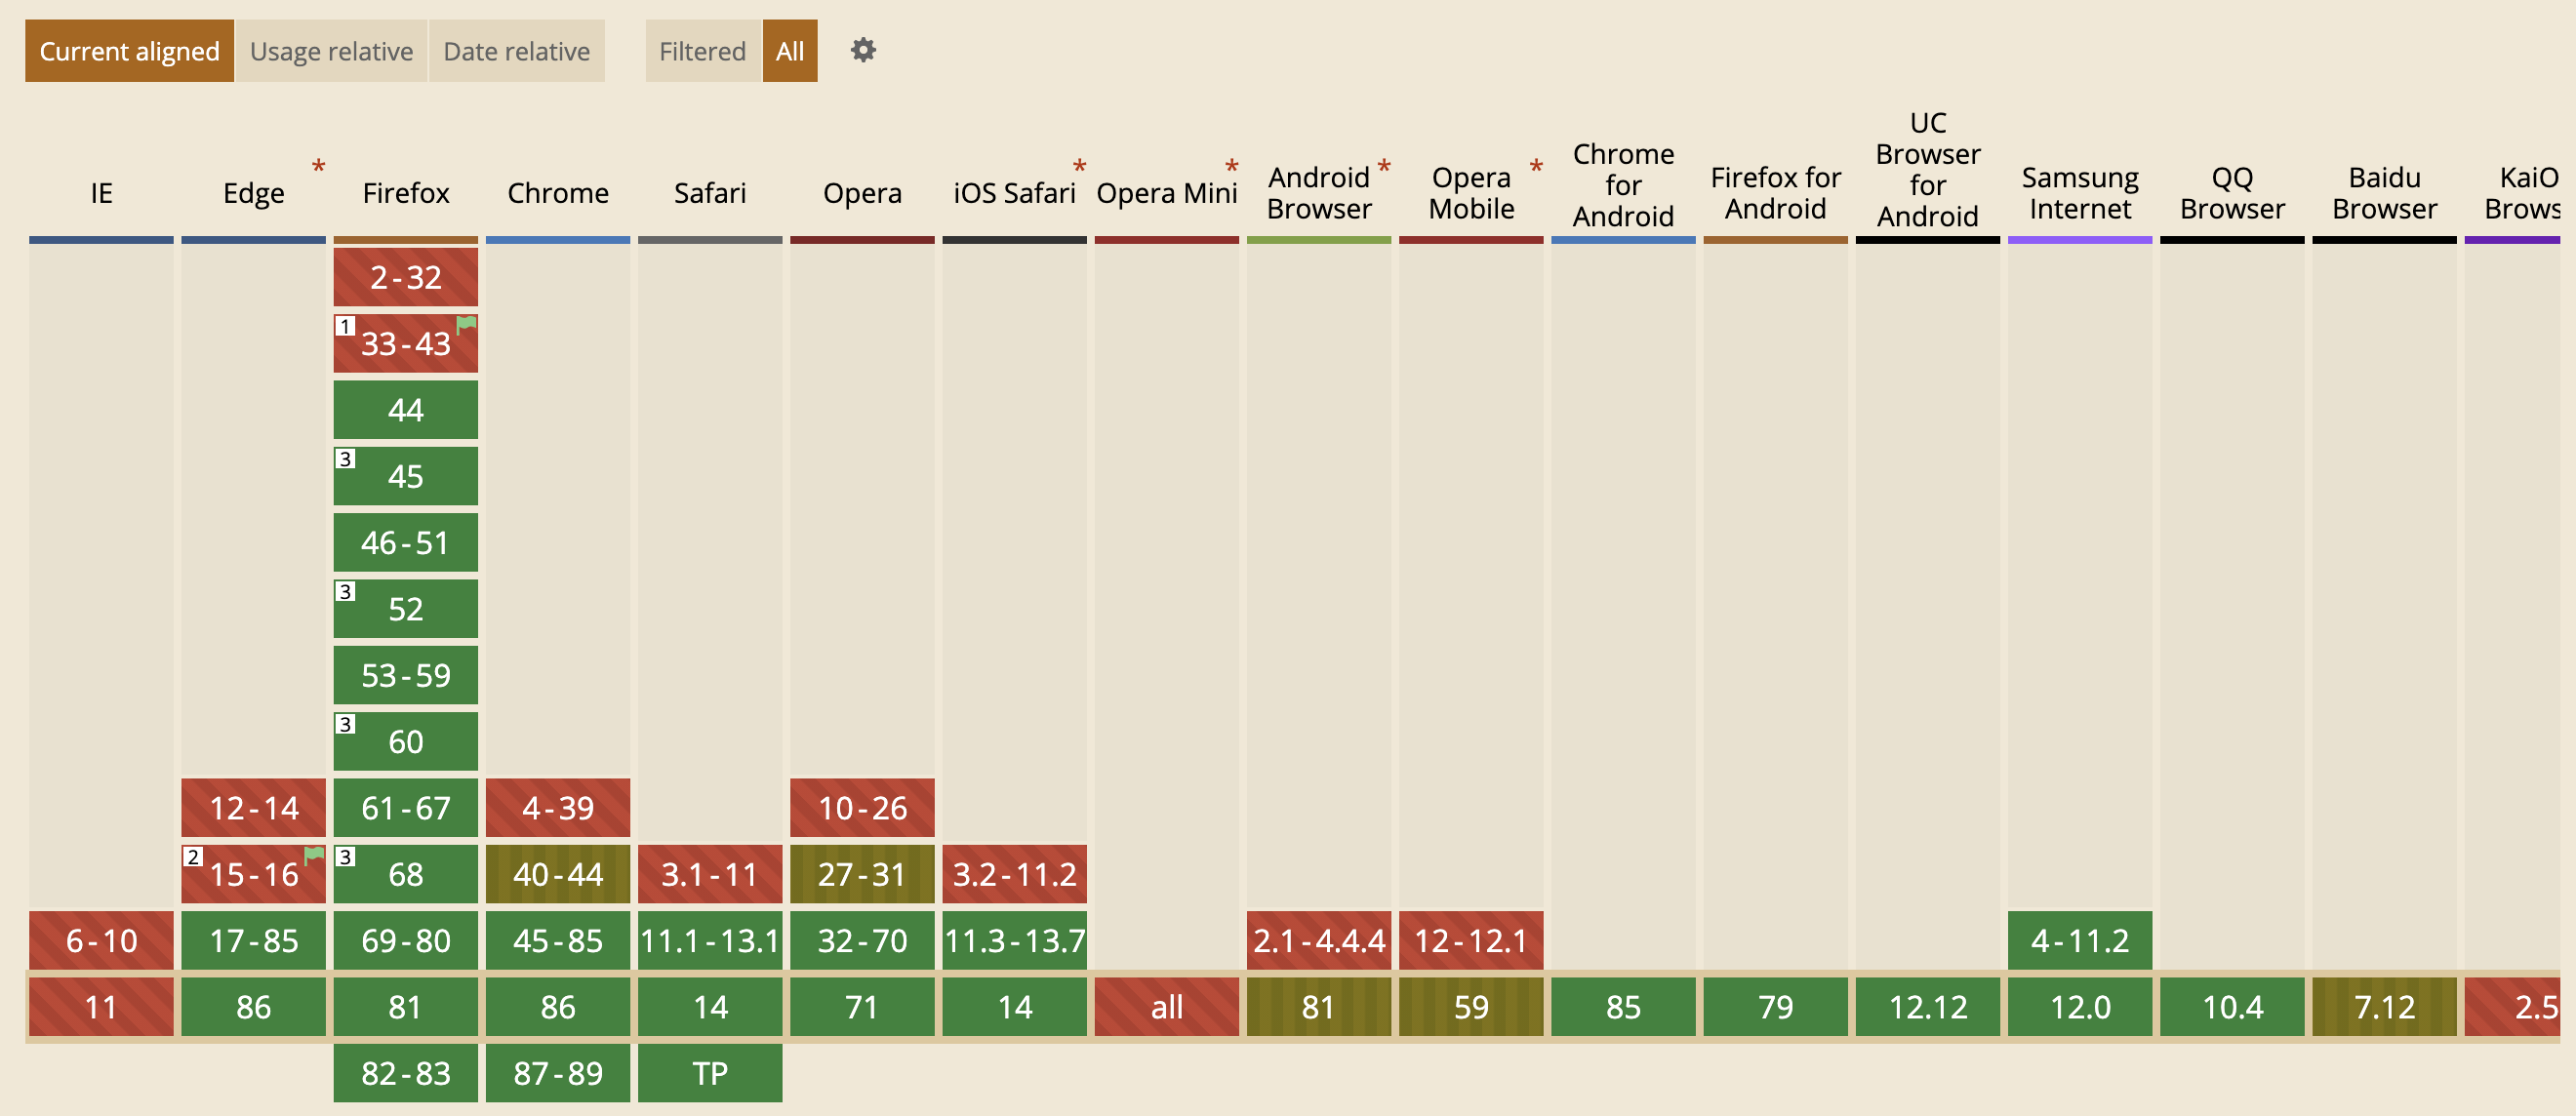 Current aligned Usage relative Date relative Filtered All
IE Edge * Firefox Chrome Safari Opera iOS Safari * Opera Mini * Android Browser * Opera Mobile * Chrome for Android Firefox for Android UC Browser for Android Samsung Internet QQ Browser Baidu Browser KaiO Brows
2-32
1 33-43
44
3 45
46-51
3 52
53-59
3 60
12-14 61-67 4-39 10-26
2 15-16 3 68 40-44 3.1-11 27-31 3.2-11.2
6-10 17-85 69-80 45-85 11.1-13.1 32-70 11.3-13.7 2.1-4.4.4 12-12.1 4-11.2
11 86 81 86 14 71 14 all 81 59 85 79 12.12 12.0 10.4 7.12 2.5
82-83 87-89 TP